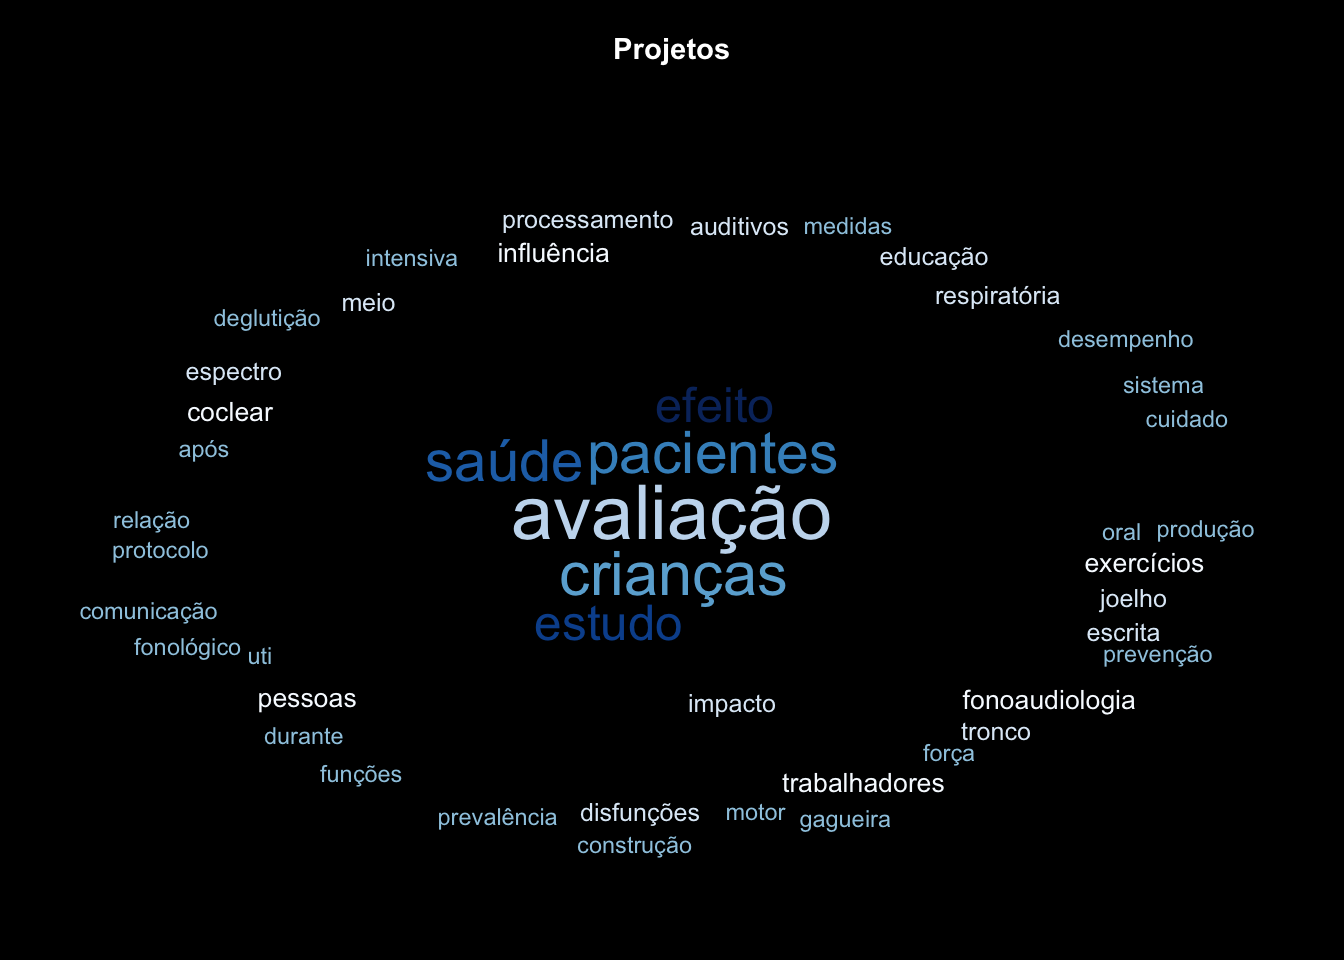 Projetos
processamento
auditivos
medidas
intensiva
influência
educação
meio
respiratória
deglutição
desempenho
espectro
sistema
coclear
efeito
cuidado
após
saúde
pacientes
avaliação
relação
oral
produção
protocolo
exercícios
crianças
joelho
comunicação
estudo
escrita
fonológico
uti
prevenção
pessoas
impacto
fonoaudiologia
durante
tronco
força
funções
trabalhadores
prevalência
disfunções
motor
gagueira
construção